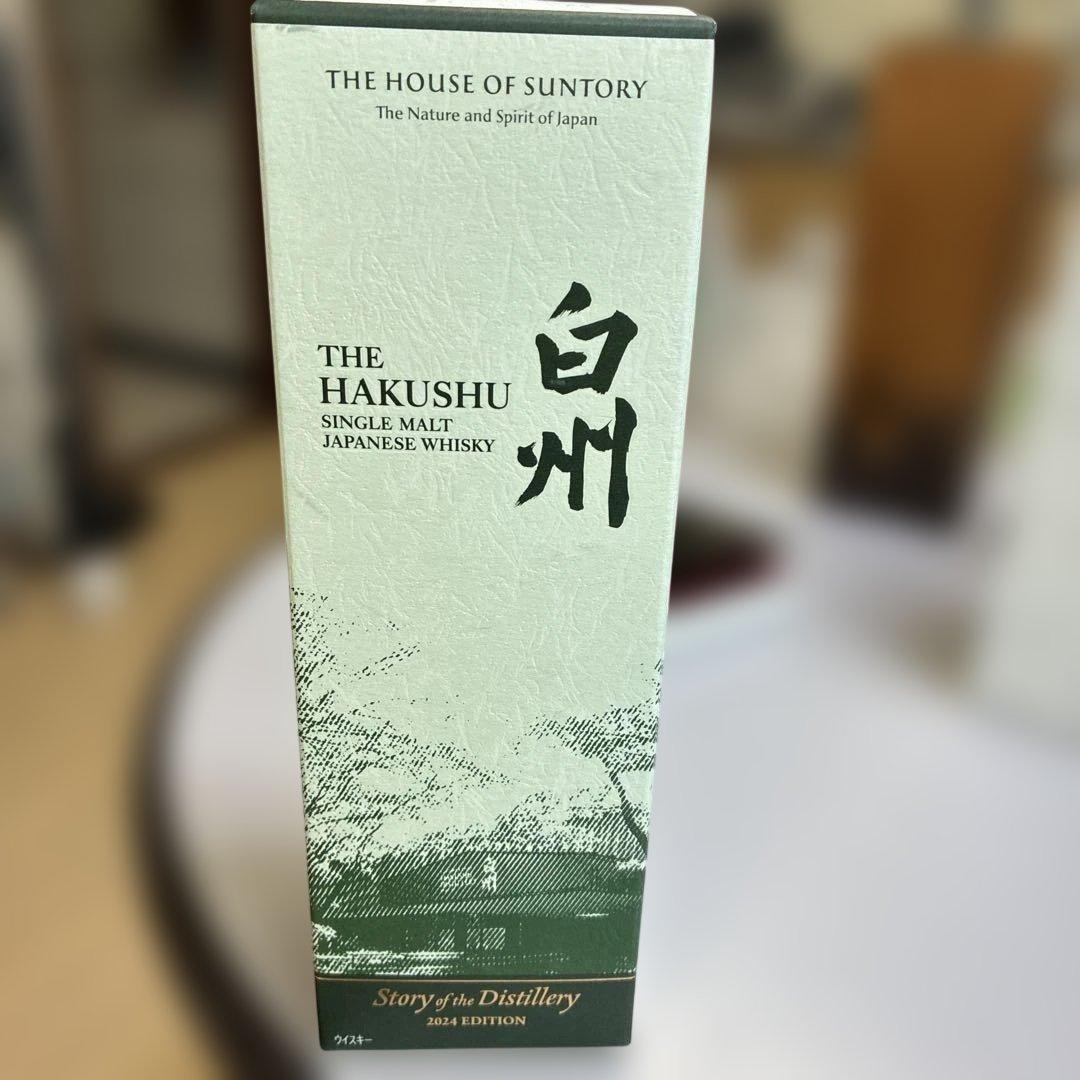 THE HOUSE OF SUNTORY
The Nature and Spirit of Japan
白州
THE
HAKUSHU
SINGLE MALT
JAPANESE WHISKY
Story of the Distillery
2024 EDITION
ウイスキー